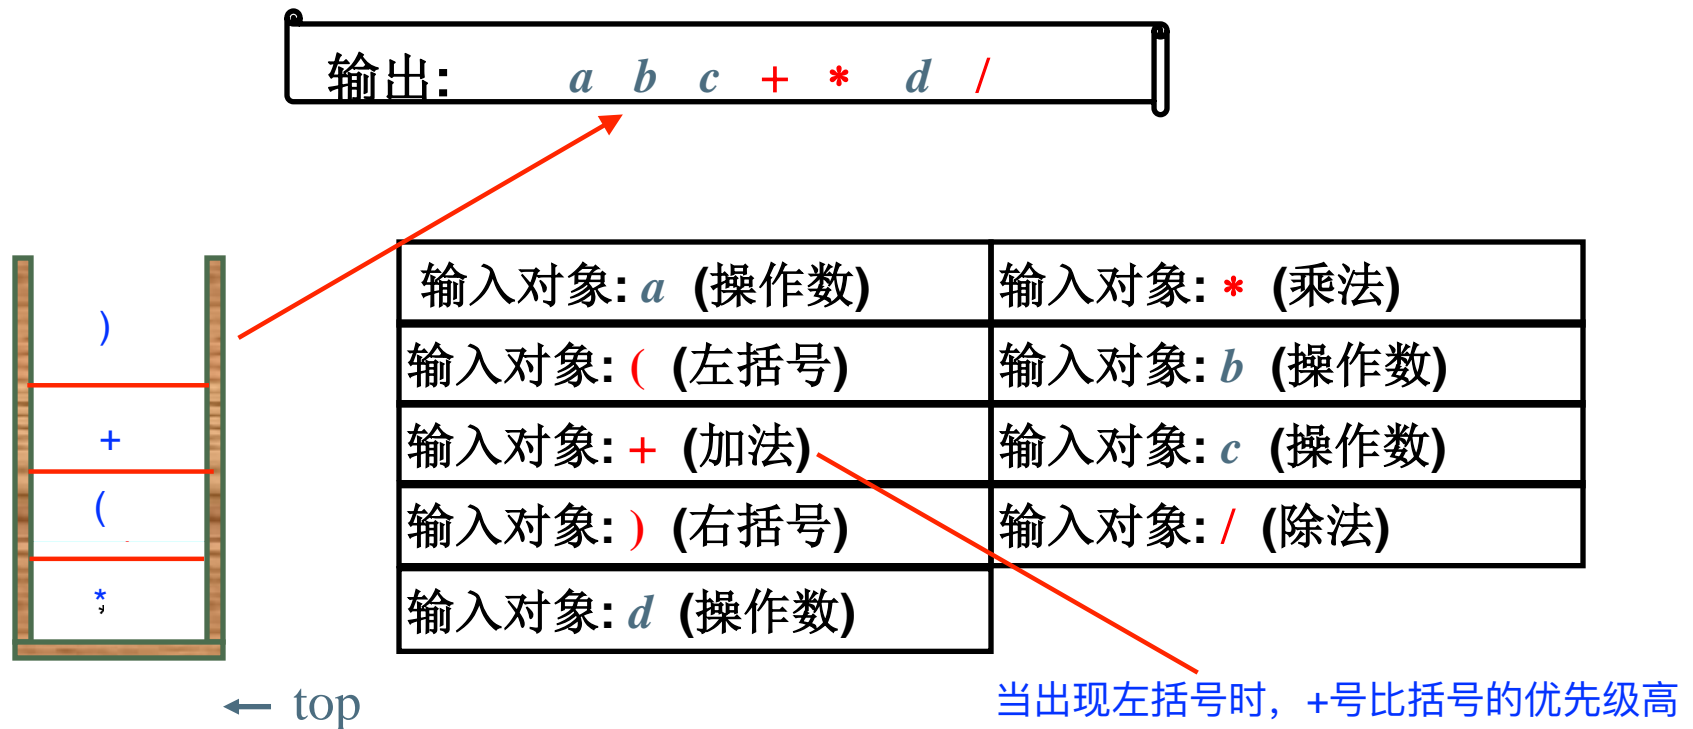 输出: a b c + * d /
)
+
(
*
输入对象: a (操作数) 输入对象: * (乘法)
输入对象: ( (左括号) 输入对象: b (操作数)
输入对象: + (加法) 输入对象: c (操作数)
输入对象: ) (右括号) 输入对象: / (除法)
输入对象: d (操作数)
← top
当出现左括号时，+号比括号的优先级高